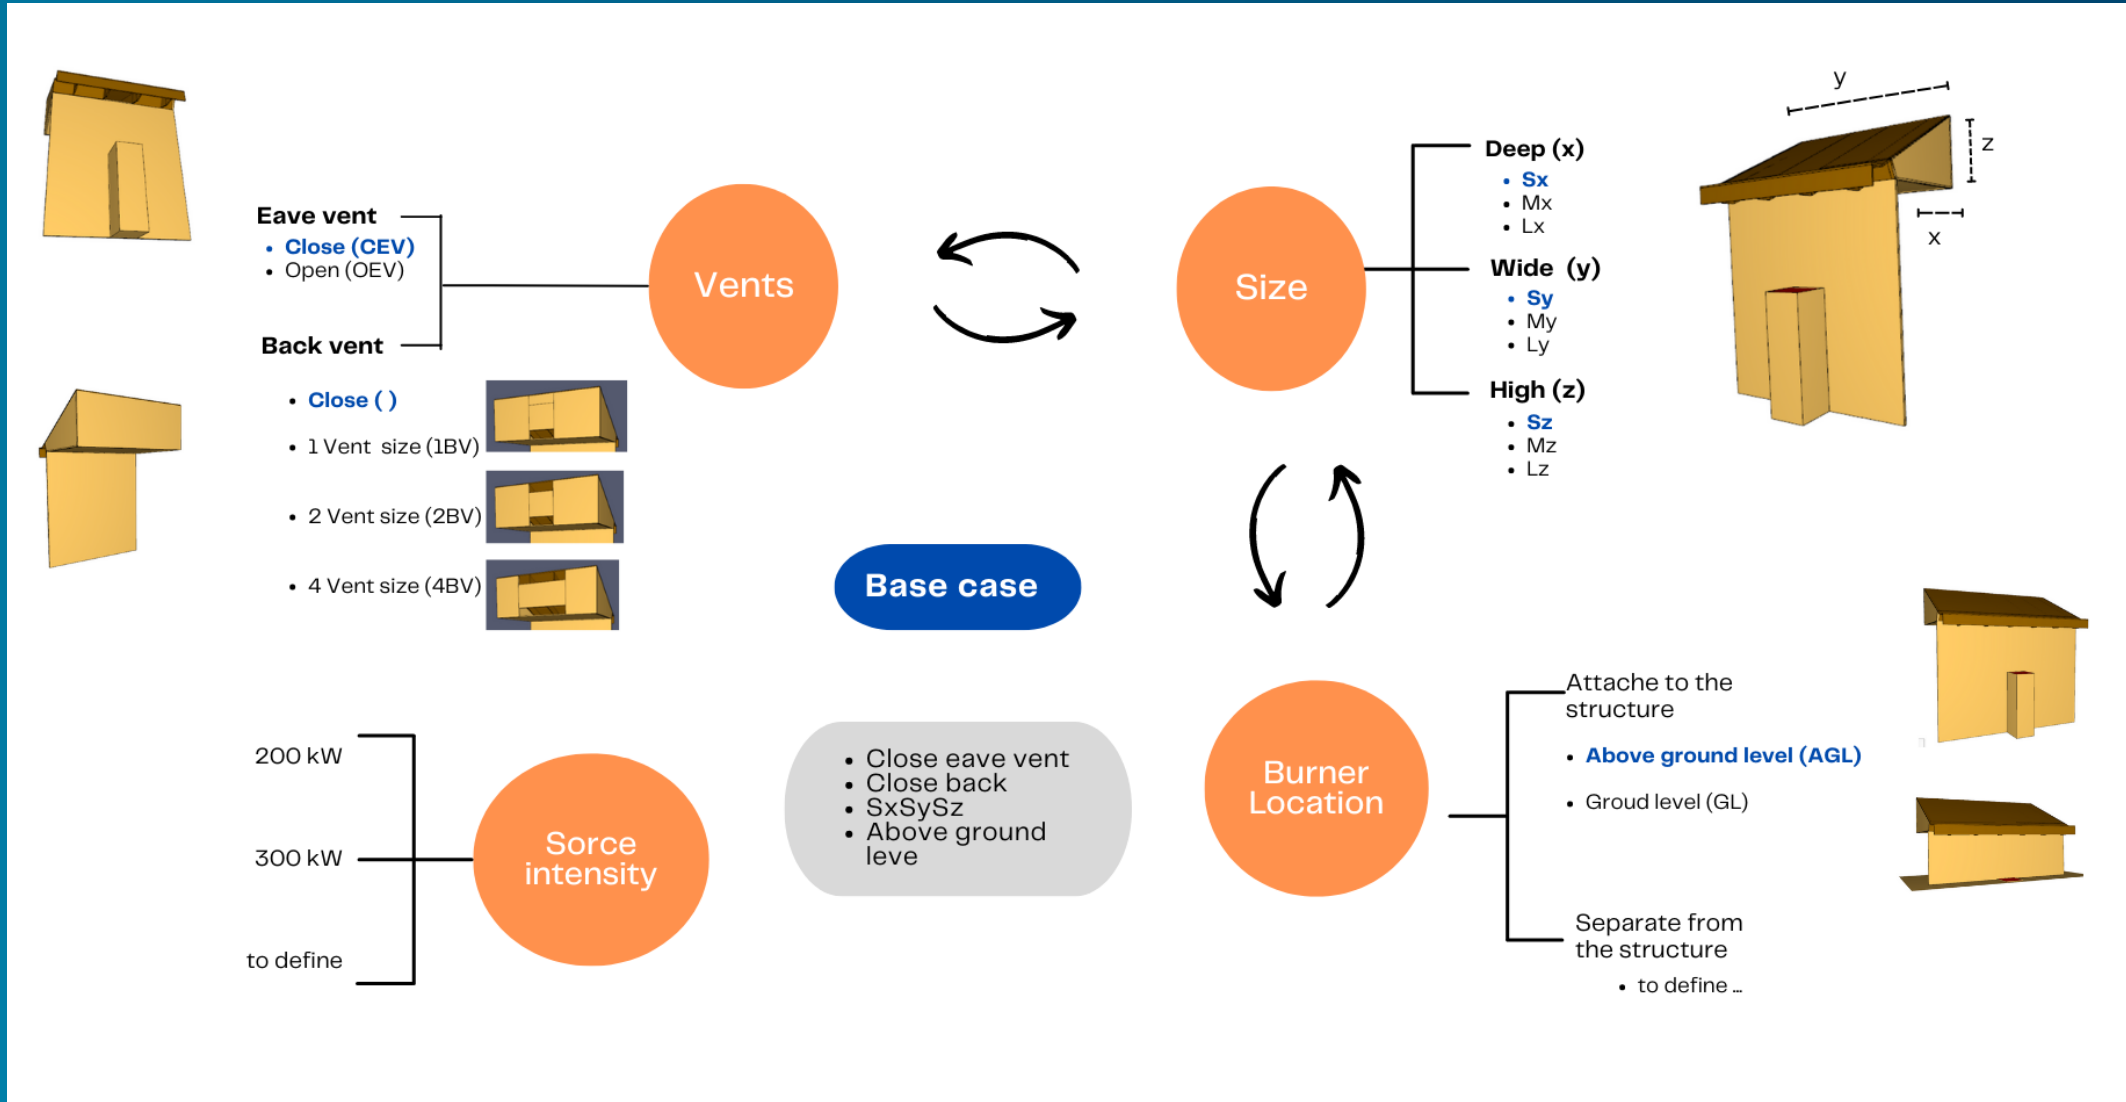 Eave vent
Close (CEV)
Open (OEV)
Back vent
Close ( )
1 Vent size (1BV)
2 Vent size (2BV)
4 Vent size (4BV)
Vents
Size
Deep (x)
Sx
Mx
Lx
Wide (y)
Sy
My
Ly
High (z)
Sz
Mz
Lz
y
z
x
Base case
Close eave vent
Close back
SxSySz
Above ground
leve
200 kW
300 kW
to define
Sorce
intensity
Burner
Location
Attache to the
structure
Above ground level (AGL)
Groud level (GL)
Separate from
the structure
to define ...